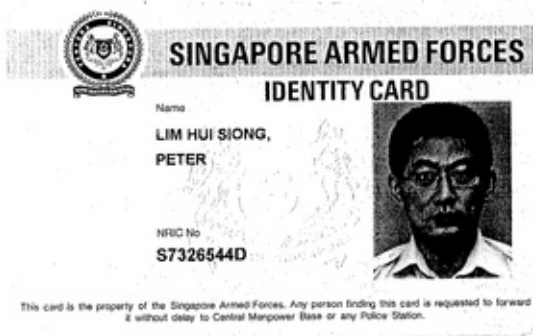 SINGAPORE ARMED FORCES
IDENTITY CARD
Name
LIM HUI SIONG,
PETER
NRIC No
S7326544D
This card is the property of the Singapore Armed Forces. Any person finding this card is requested to forward
it without delay to Central Manpower Base or any Police Station.